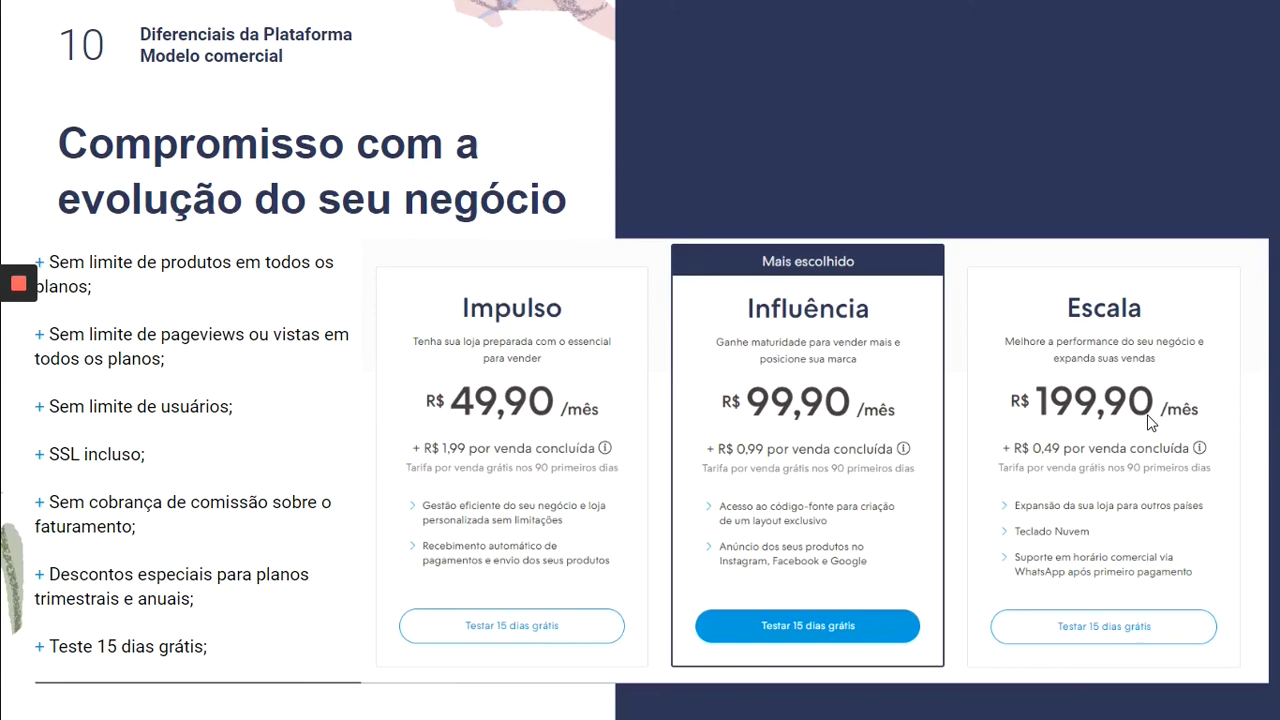 10
Diferenciais da Plataforma
Modelo comercial
Compromisso com a
evolução do seu negócio
+ Sem limite de produtos em todos os
planos;
+ Sem limite de pageviews ou vistas em
todos os planos;
+ Sem limite de usuários;
+ SSL incluso;
+ Sem cobrança de comissão sobre o
faturamento;
+ Descontos especiais para planos
trimestrais e anuais;
+ Teste 15 dias grátis;
Impulso
Tenha sua loja preparada com o essencial
para vender
R$ 49,90 /mês
+ R$ 1,99 por venda concluída
Tarifa por venda grátis nos 90 primeiros dias
Gestão eficiente do seu negócio e loja
personalizada sem limitações
Recebimento automático de
pagamentos e envio dos seus produtos
Testar 15 dias grátis
Mais escolhido
Influência
Ganhe maturidade para vender mais e
posicione sua marca
R$ 99,90 /mês
+ R$ 0,99 por venda concluída
Tarifa por venda grátis nos 90 primeiros dias
Acesso ao código-fonte para criação
de um layout exclusivo
Anúncio dos seus produtos no
Instagram, Facebook e Google
Testar 15 dias grátis
Escala
Melhore a performance do seu negócio e
expanda suas vendas
R$ 199,90 /mês
+ R$ 0,49 por venda concluída
Tarifa por venda grátis nos 90 primeiros dias
Expansão da sua loja para outros países
Teclado Nuvem
Suporte em horário comercial via
WhatsApp após primeiro pagamento
Testar 15 dias grátis